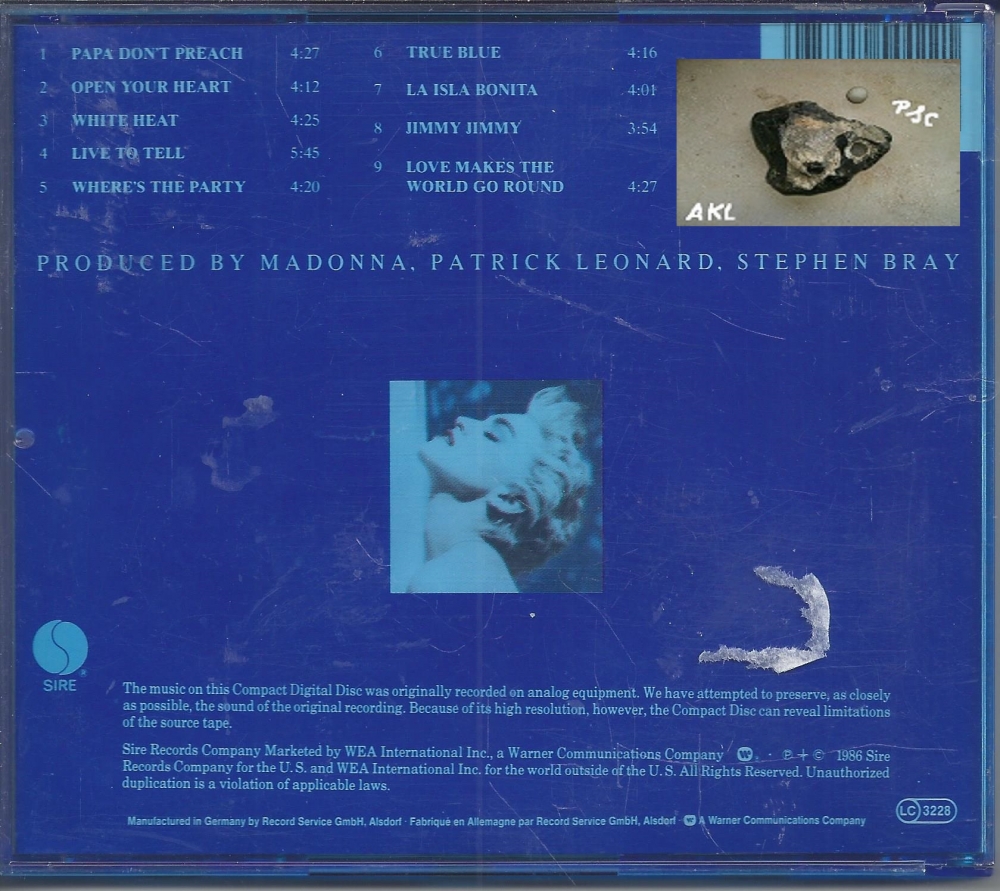 1 PAPA DON'T PREACH 4:27
2 OPEN YOUR HEART 4:12
3 WHITE HEAT 4:25
4 LIVE TO TELL 5:45
5 WHERE'S THE PARTY 4:20
6 TRUE BLUE 4:16
7 LA ISLA BONITA 4:01
8 JIMMY JIMMY 3:54
9 LOVE MAKES THE
WORLD GO ROUND 4:27
PSC
AKL
PRODUCED BY MADONNA, PATRICK LEONARD, STEPHEN BRAY
SIRE ®
The music on this Compact Digital Disc was originally recorded on analog equipment. We have attempted to preserve, as closely
as possible, the sound of the original recording. Because of its high resolution, however, the Compact Disc can reveal limitations
of the source tape.
Sire Records Company Marketed by WEA International Inc., a Warner Communications Company . · ℗ + © 1986 Sire
Records Company for the U.S. and WEA International Inc. for the world outside of the U.S. All Rights Reserved. Unauthorized
duplication is a violation of applicable laws.
Manufactured in Germany by Record Service GmbH, Alsdorf · Fabriqué en Allemagne par Record Service GmbH, Alsdorf · A Warner Communications Company
LC 3228